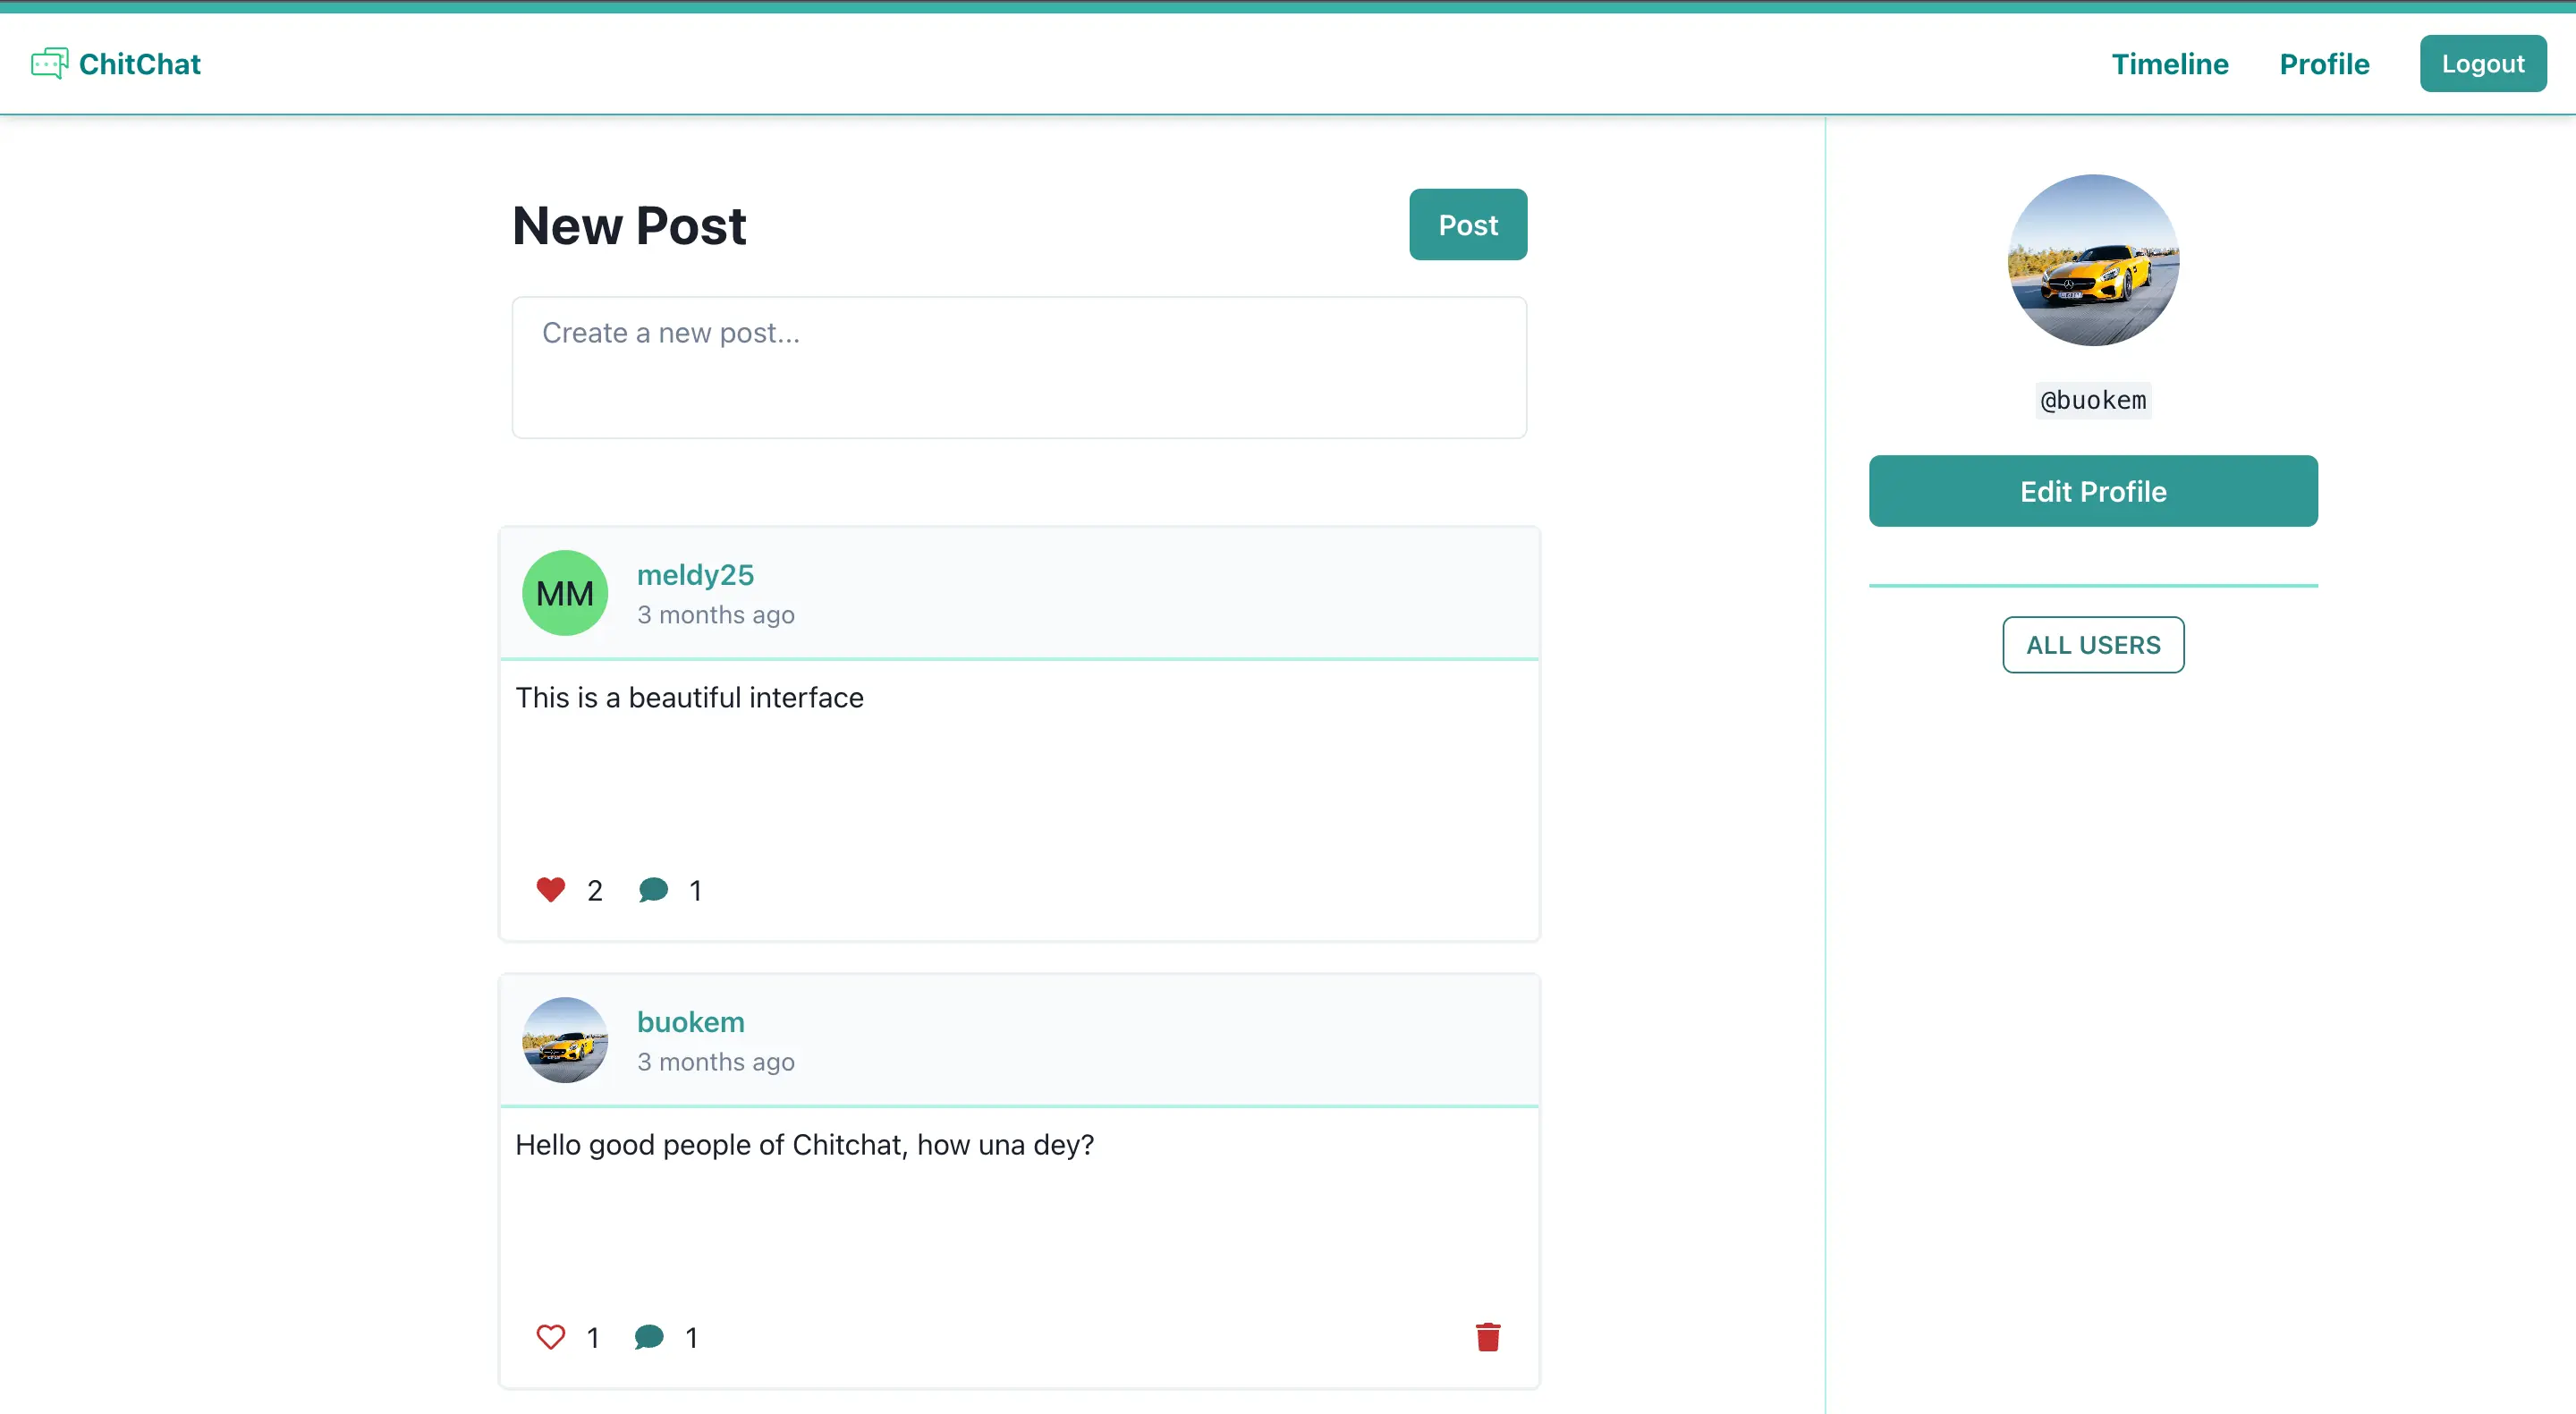 ChitChat
Timeline
Profile
Logout
New Post
Post
Create a new post...
MM
meldy25
3 months ago
This is a beautiful interface
2
1
buokem
3 months ago
Hello good people of Chitchat, how una dey?
1
1
@buokem
Edit Profile
ALL USERS